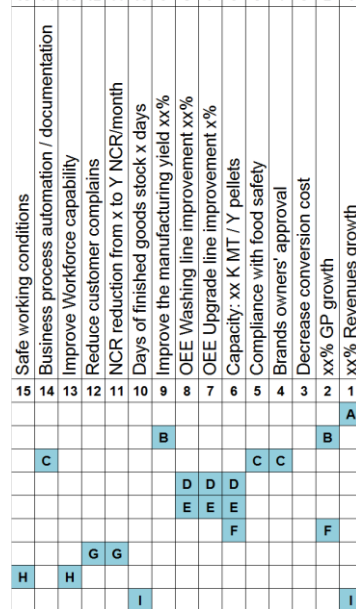 Safe working conditions
Business process automation / documentation
Improve Workforce capability
Reduce customer complains
NCR reduction from x to Y NCR/month
Days of finished goods stock x days
Improve the manufacturing yield xx%
OEE Washing line improvement xx%
OEE Upgrade line improvement x%
Capacity: xx K MT / Y pellets
Compliance with food safety
Brands owners' approval
Decrease conversion cost
xx% GP growth
xx% Revenues growth
15 14 13 12 11 10 9 8 7 6 5 4 3 2 1
A
B B
C C C
D D D
E E E
F F
G G
H H
I I